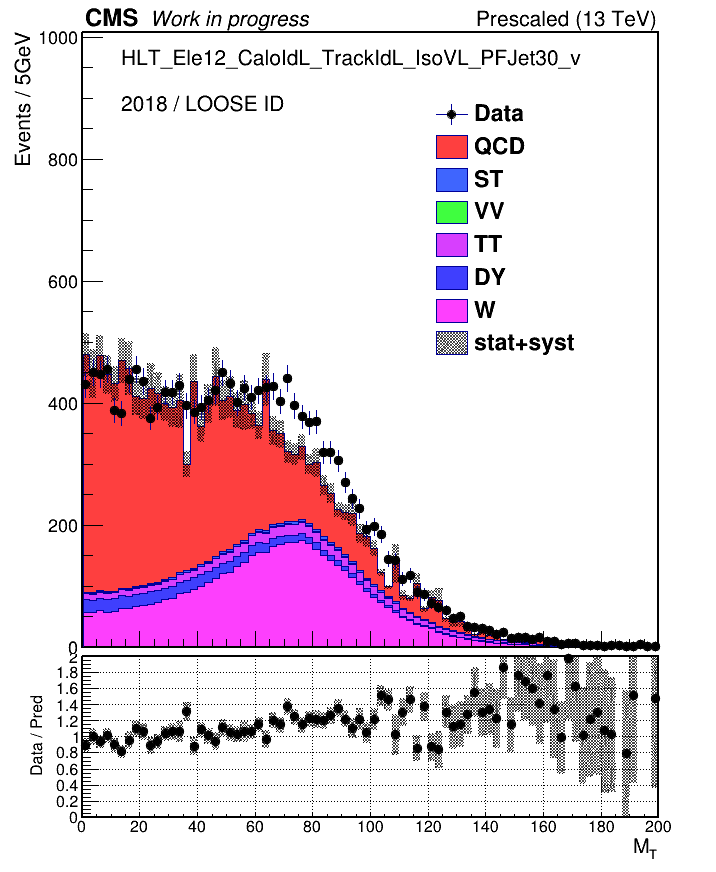 CMS Work in progress Prescaled (13 TeV)
Events / 5GeV
1000
800
600
400
200
0
HLT_Ele12_CaloIdL_TrackIdL_IsoVL_PFJet30_v
2018 / LOOSE ID
Data
QCD
ST
VV
TT
DY
W
stat+syst
Data / Pred
2
1.8
1.6
1.4
1.2
1
0.8
0.6
0.4
0.2
0
0 20 40 60 80 100 120 140 160 180 200
M_T